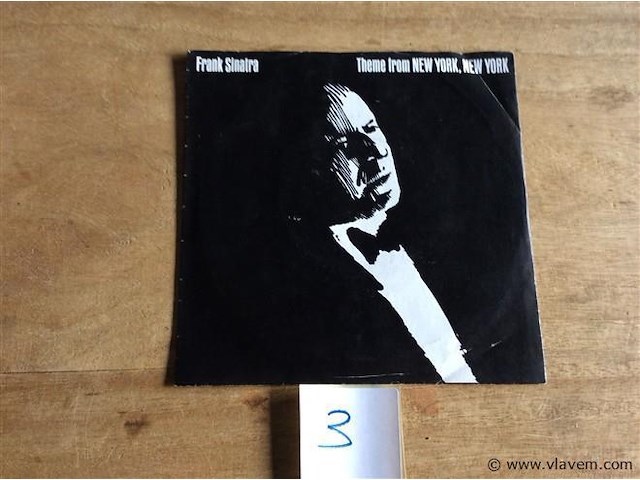 Frank Sinatra
Theme from NEW YORK, NEW YORK
3
© www.vlavem.com